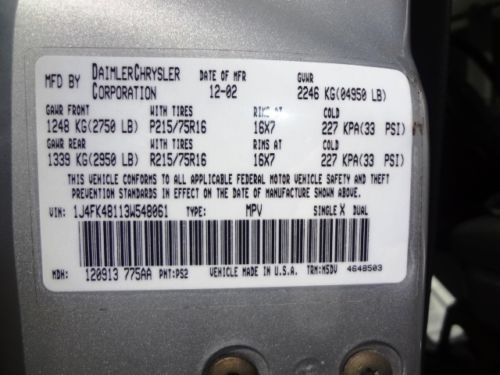 MFD BY DAIMLERCHRYSLER CORPORATION DATE OF MFR 12-02 GVWR 2246 KG(04950 LB)
GAWR FRONT WITH TIRES RIMS AT COLD
1248 KG(2750 LB) P215/75R16 16X7 227 KPA(33 PSI)
GAWR REAR WITH TIRES RIMS AT COLD
1339 KG(2950 LB) R215/75R16 16X7 227 KPA(33 PSI)
THIS VEHICLE CONFORMS TO ALL APPLICABLE FEDERAL MOTOR VEHICLE SAFETY AND THEFT
PREVENTION STANDARDS IN EFFECT ON THE DATE OF MANUFACTURE SHOWN ABOVE.
VIN: 1J4FK48113W548061 TYPE: MPV SINGLE X DUAL
MDH: 120913 775AA PNT:PS2 VEHICLE MADE IN U.S.A. TRM:M5DV 4648503